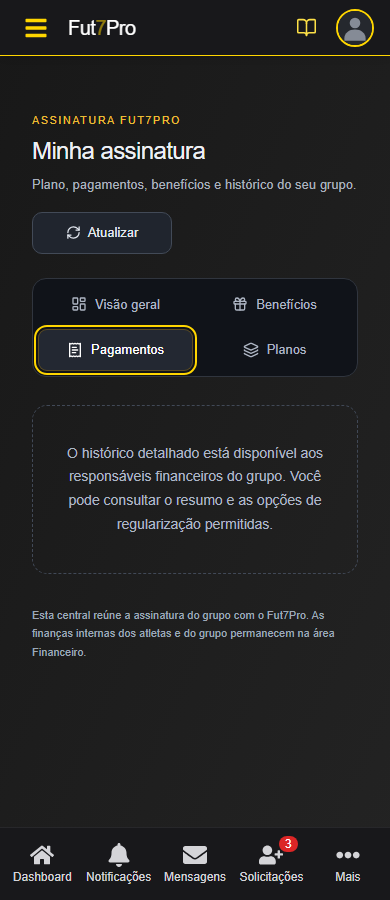 Fut7Pro
ASSINATURA FUT7PRO
Minha assinatura
Plano, pagamentos, benefícios e histórico do seu grupo.
Atualizar
Visão geral
Benefícios
Pagamentos
Planos
O histórico detalhado está disponível aos
responsáveis financeiros do grupo. Você
pode consultar o resumo e as opções de
regularização permitidas.
Esta central reúne a assinatura do grupo com o Fut7Pro. As
finanças internas dos atletas e do grupo permanecem na área
Financeiro.
3
Dashboard
Notificações
Mensagens
Solicitações
Mais